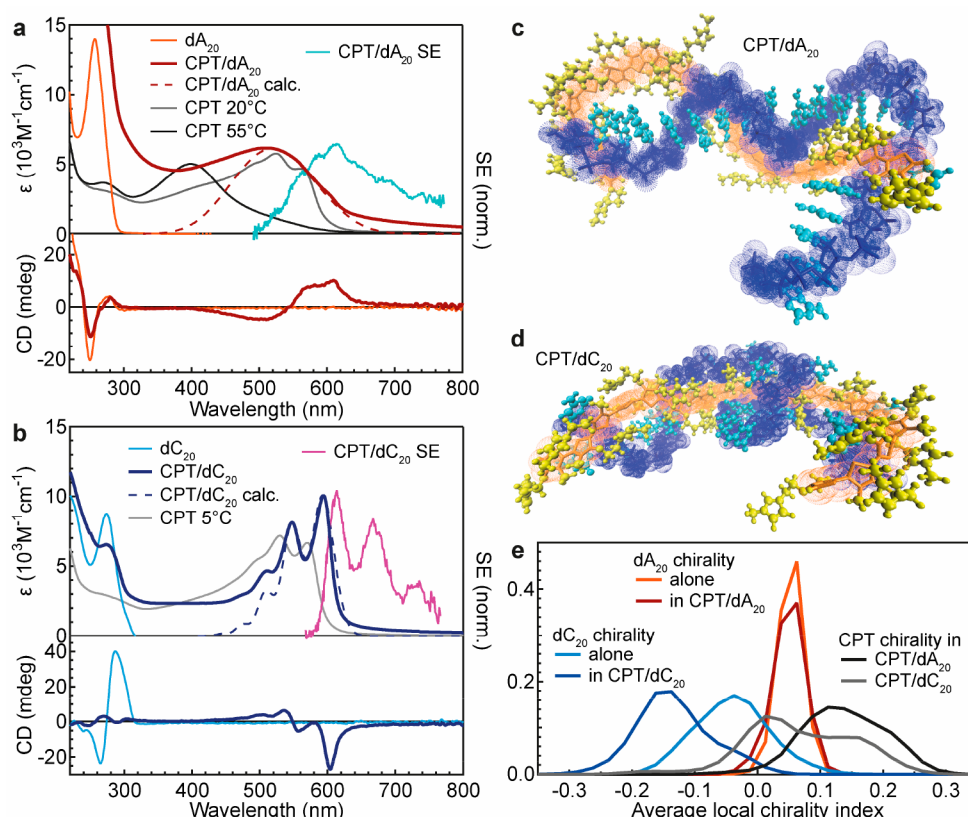 a
15
10
5
0
ε (10³M⁻¹cm⁻¹)
dA₂₀
CPT/dA₂₀
CPT/dA₂₀ calc.
CPT 20°C
CPT 55°C
CPT/dA₂₀ SE
SE (norm.)
20
0
-20
CD (mdeg)
300 400 500 600 700 800
Wavelength (nm)
b
15
10
5
0
ε (10³M⁻¹cm⁻¹)
dC₂₀
CPT/dC₂₀
CPT/dC₂₀ calc.
CPT 5°C
CPT/dC₂₀ SE
SE (norm.)
40
20
0
-20
CD (mdeg)
300 400 500 600 700 800
Wavelength (nm)
c
CPT/dA₂₀
d
CPT/dC₂₀
e
0.4
0.2
0.0
dA₂₀ chirality
alone
in CPT/dA₂₀
dC₂₀ chirality
alone
in CPT/dC₂₀
CPT chirality in
CPT/dA₂₀
CPT/dC₂₀
-0.3 -0.2 -0.1 0.0 0.1 0.2 0.3
Average local chirality index